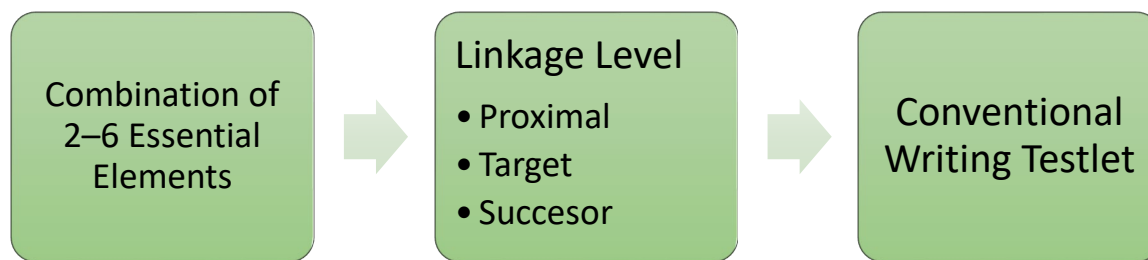 Combination of
2–6 Essential
Elements
Linkage Level
• Proximal
• Target
• Succesor
Conventional
Writing Testlet